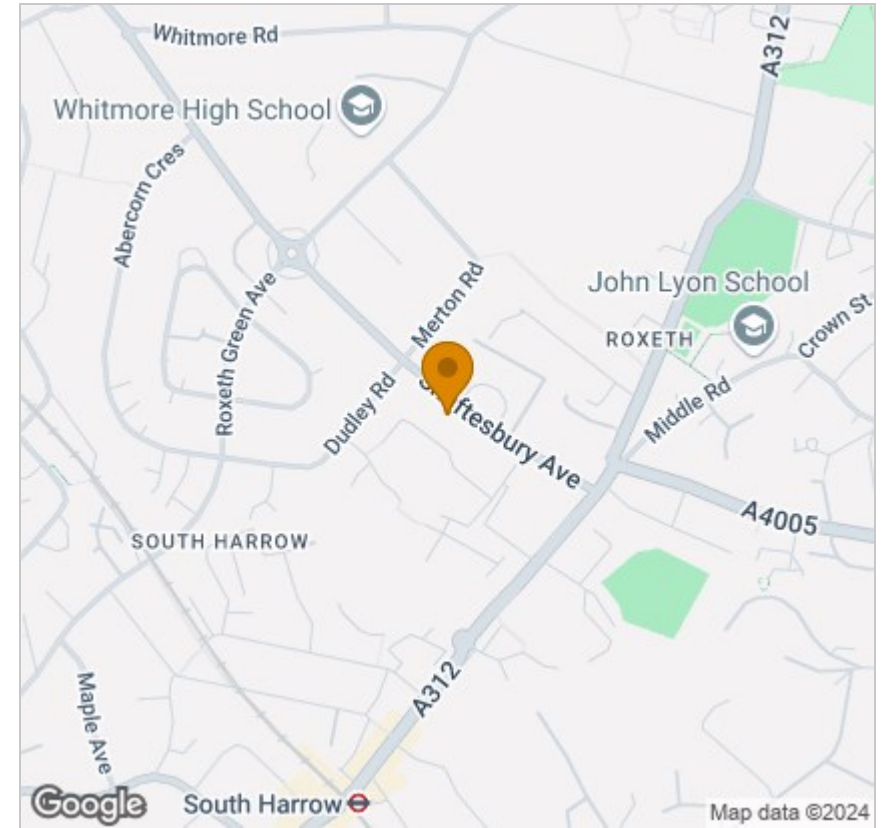 Whitmore Rd
A312
Whitmore High School
Abercorn Cres
Merton Rd
John Lyon School
Roxeth Green Ave
ROXETH
Crown St
Dudley Rd
Middle Rd
ftesbury Ave
A4005
SOUTH HARROW
A312
Maple Ave
Google
South Harrow
Map data ©2024